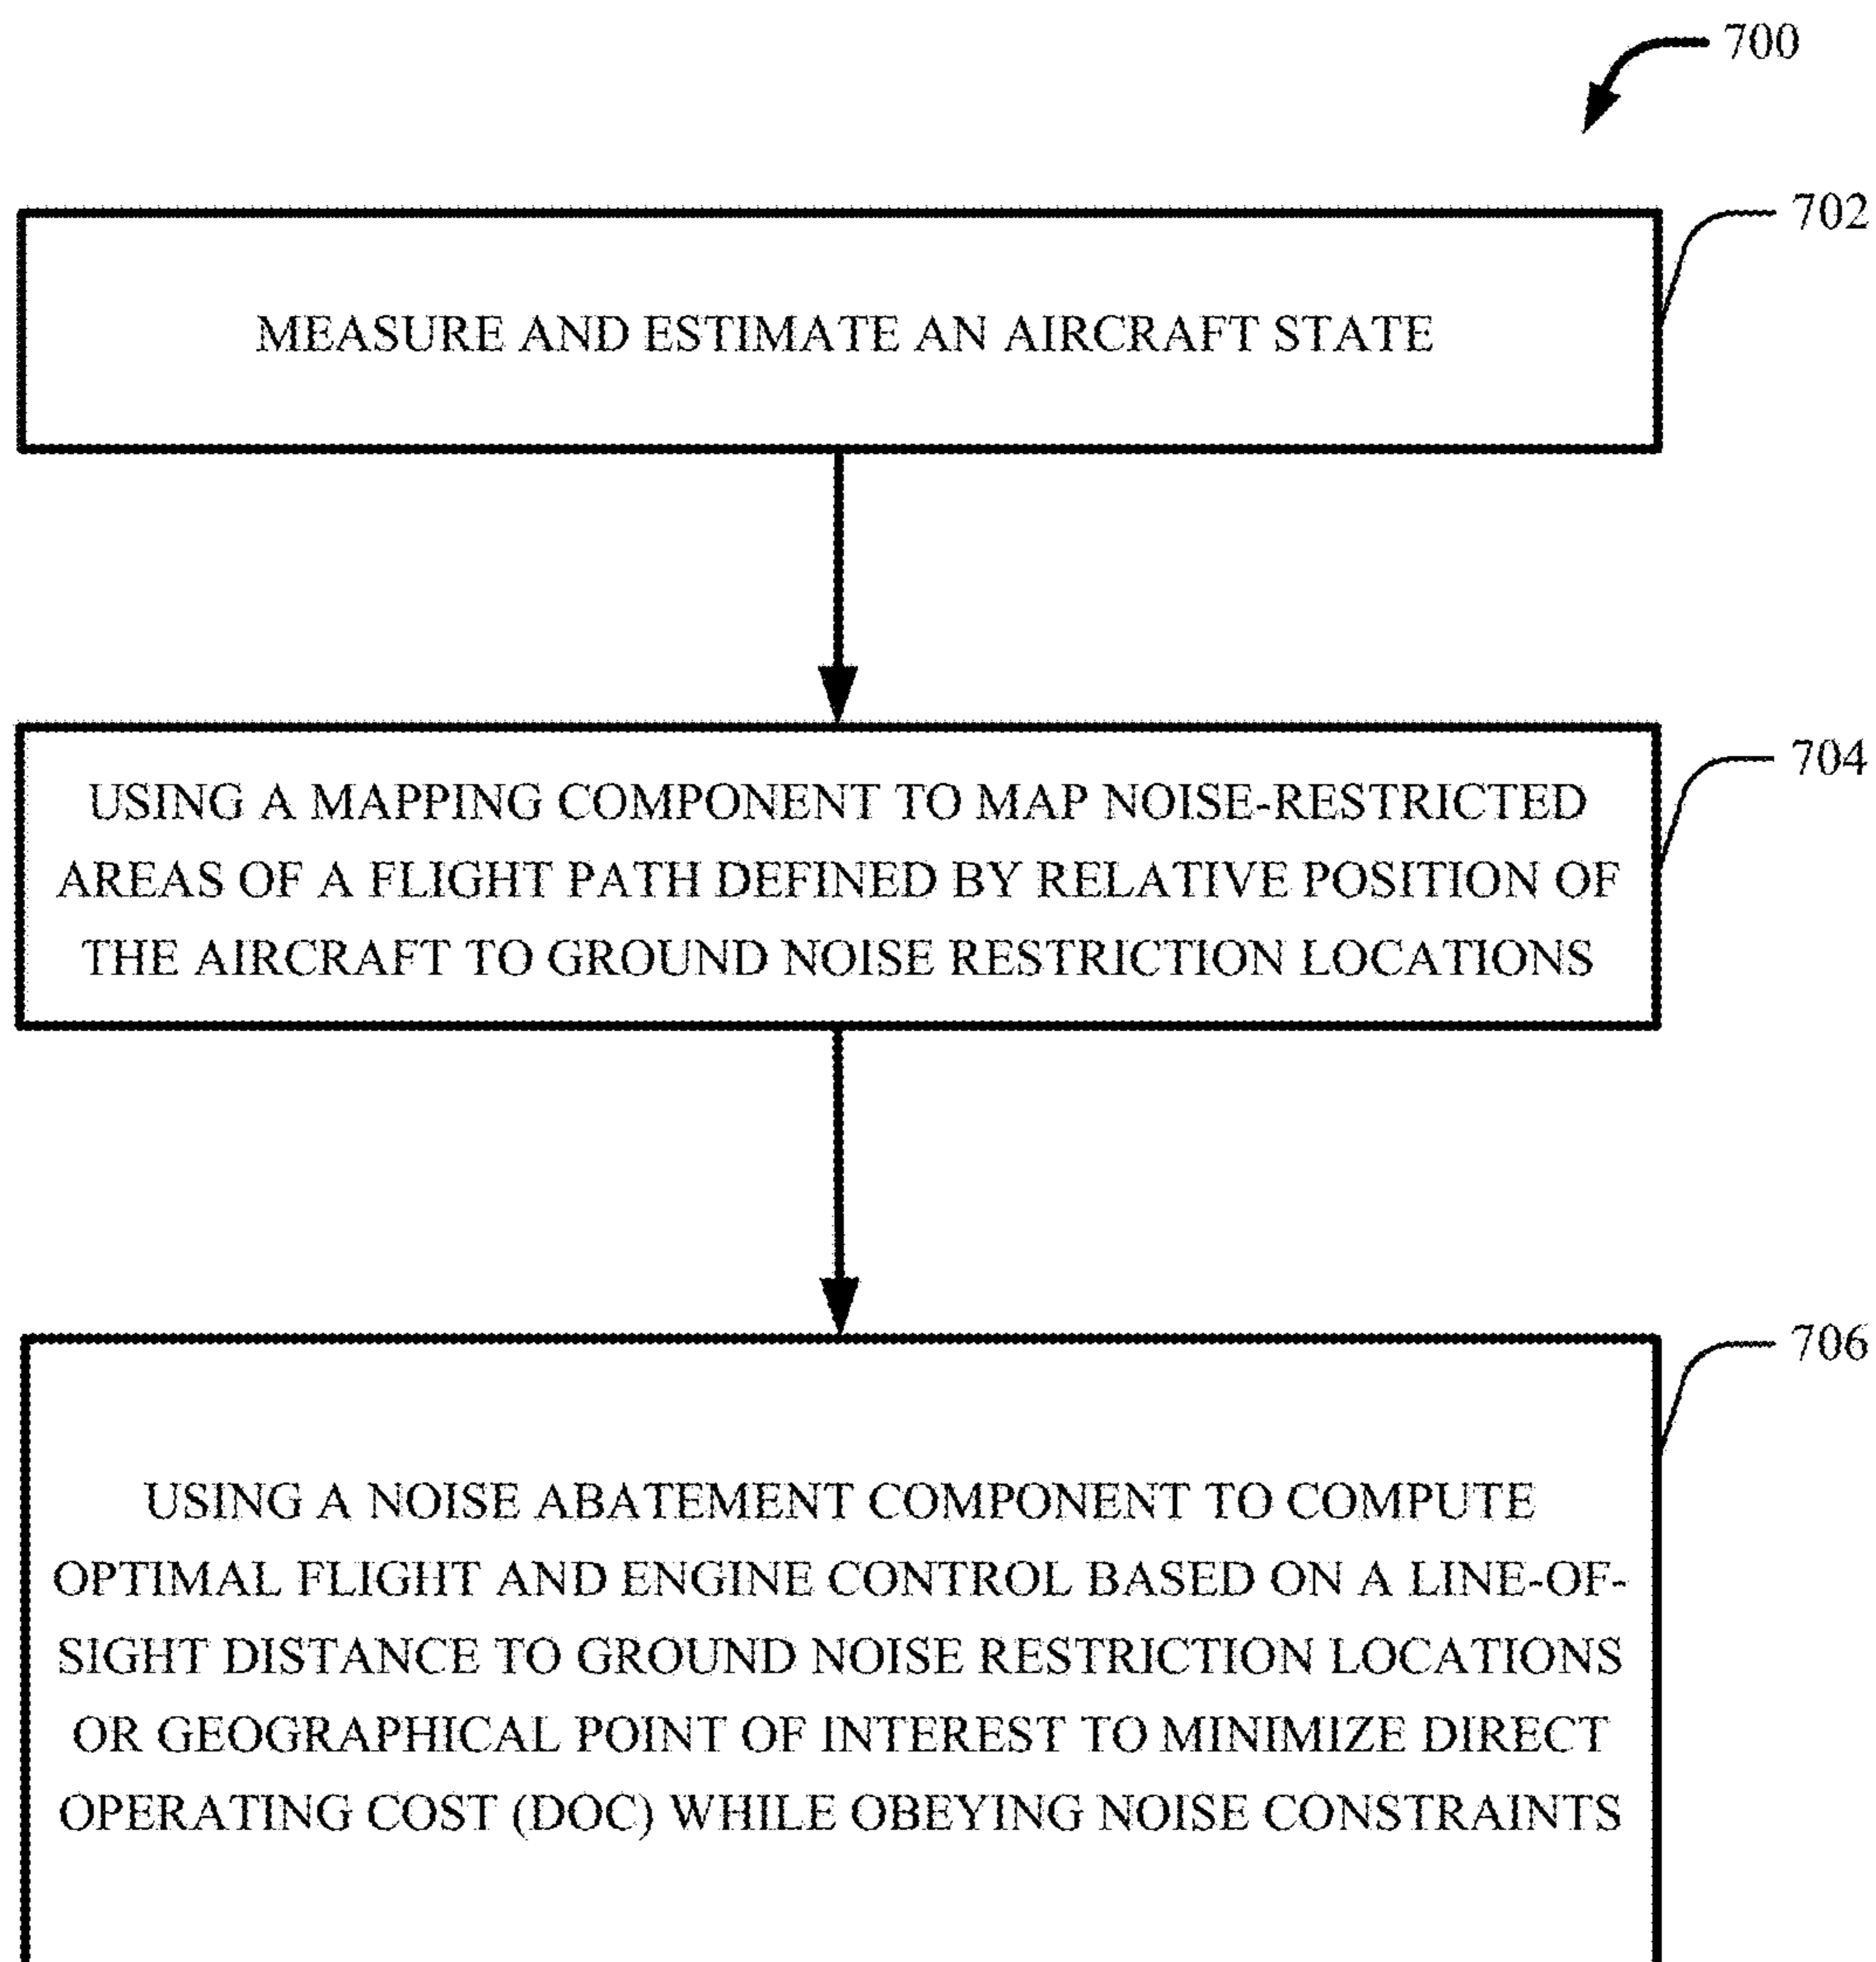 700
702
MEASURE AND ESTIMATE AN AIRCRAFT STATE
704
USING A MAPPING COMPONENT TO MAP NOISE-RESTRICTED
AREAS OF A FLIGHT PATH DEFINED BY RELATIVE POSITION OF
THE AIRCRAFT TO GROUND NOISE RESTRICTION LOCATIONS
706
USING A NOISE ABATEMENT COMPONENT TO COMPUTE
OPTIMAL FLIGHT AND ENGINE CONTROL BASED ON A LINE-OF-
SIGHT DISTANCE TO GROUND NOISE RESTRICTION LOCATIONS
OR GEOGRAPHICAL POINT OF INTEREST TO MINIMIZE DIRECT
OPERATING COST (DOC) WHILE OBEYING NOISE CONSTRAINTS